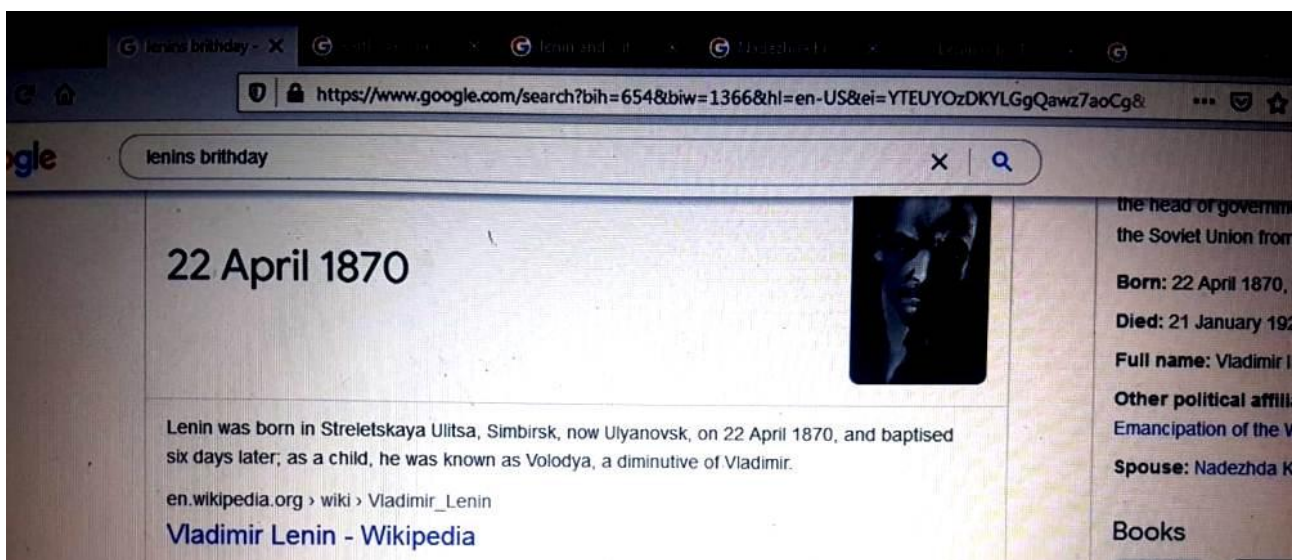 lenins brithday -
https://www.google.com/search?bih=654&biw=1366&hl=en-US&ei=YTEUYOzDKYLGgQawz7aoCg&
ogle
lenins brithday
22 April 1870
Lenin was born in Streletskaya Ulitsa, Simbirsk, now Ulyanovsk, on 22 April 1870, and baptised
six days later; as a child, he was known as Volodya, a diminutive of Vladimir.
en.wikipedia.org › wiki › Vladimir_Lenin
Vladimir Lenin - Wikipedia
the head of governm
the Soviet Union from
Born: 22 April 1870,
Died: 21 January 192
Full name: Vladimir I
Other political affili
Emancipation of the W
Spouse: Nadezhda K
Books